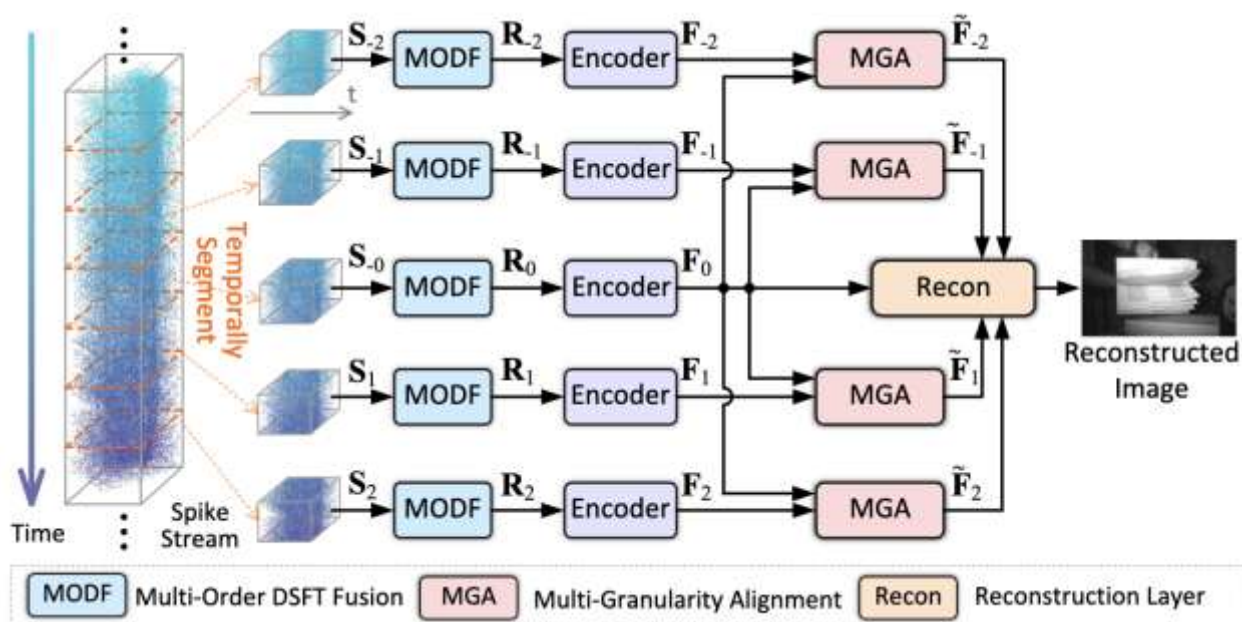 S-2 MODF R-2 Encoder F-2 MGA F̃-2
t
S-1 MODF R-1 Encoder F-1 MGA F̃-1
Temporally
Segment
S-0 MODF R0 Encoder F0 Recon
Reconstructed
Image
S1 MODF R1 Encoder F1 MGA F̃1
S2 MODF R2 Encoder F2 MGA F̃2
Time
Spike
Stream
MODF Multi-Order DSFT Fusion MGA Multi-Granularity Alignment Recon Reconstruction Layer